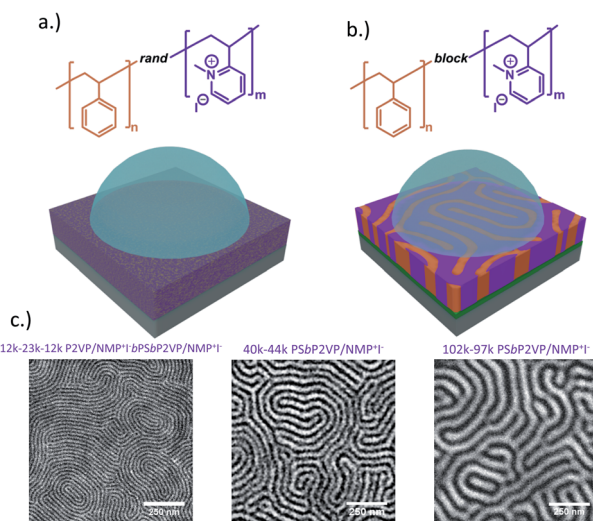 a.)
b.)
rand
block
N
⊕
I⊖
n
m
N
⊕
I⊖
n
m
c.)
12k-23k-12k P2VP/NMP⁺I⁻bPSbP2VP/NMP⁺I⁻
40k-44k PSbP2VP/NMP⁺I⁻
102k-97k PSbP2VP/NMP⁺I⁻
250 nm
250 nm
250 nm